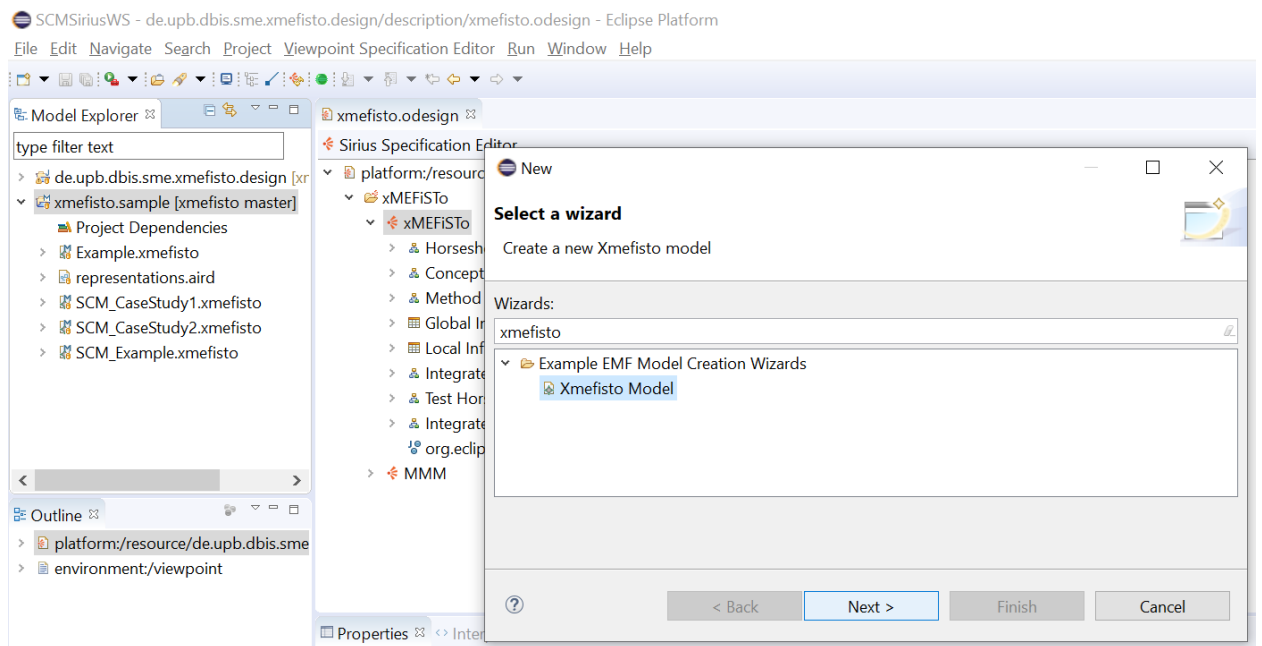 SCMSiriusWS - de.upb.dbis.sme.xmefisto.design/description/xmefisto.odesign - Eclipse Platform
File Edit Navigate Search Project Viewpoint Specification Editor Run Window Help
Model Explorer
type filter text
de.upb.dbis.sme.xmefisto.design [xr
xmefisto.sample [xmefisto master]
Project Dependencies
Example.xmefisto
representations.aird
SCM_CaseStudy1.xmefisto
SCM_CaseStudy2.xmefisto
SCM_Example.xmefisto
Outline
platform:/resource/de.upb.dbis.sme
environment:/viewpoint
xmefisto.odesign
Sirius Specification Editor
platform:/resourc
xMEFiSTo
xMEFiSTo
Horsesh
Concept
Method
Global Ir
Local Inf
Integrate
Test Hor
Integrate
org.eclip
MMM
Properties Inter
New
Select a wizard
Create a new Xmefisto model
Wizards:
xmefisto
Example EMF Model Creation Wizards
Xmefisto Model
?
< Back Next > Finish Cancel